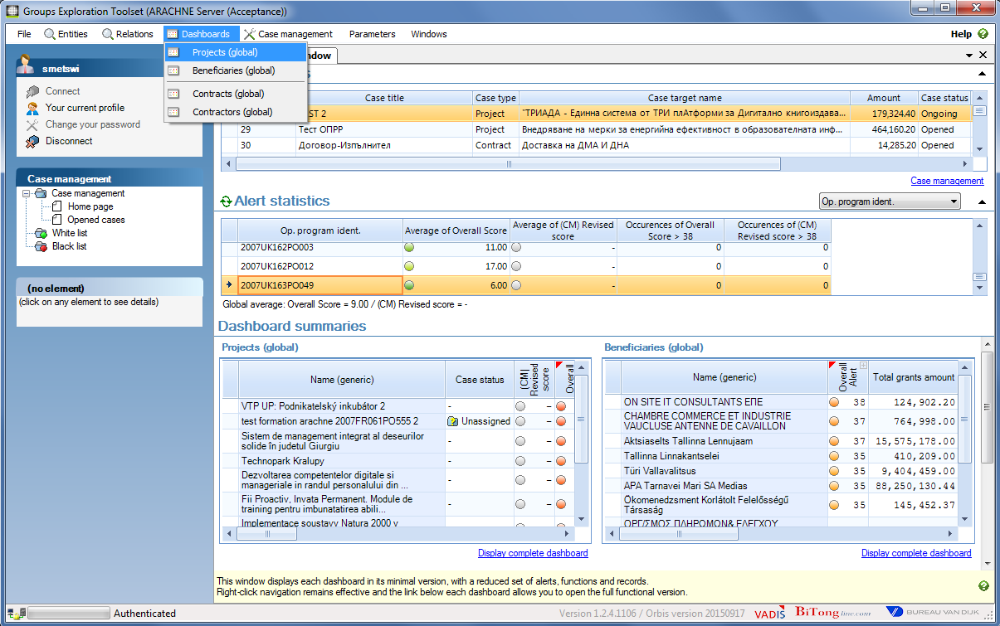 Groups Exploration Toolset (ARACHNE Server (Acceptance))
File Entities Relations Dashboards Case management Parameters Windows Help
Projects (global)
Beneficiaries (global)
Contracts (global)
Contractors (global)
smetswi
Connect
Your current profile
Change your password
Disconnect
Case management
Case management
Home page
Opened cases
White list
Black list
(no element)
(click on any element to see details)
Case title Case type Case target name Amount Case status
2 Project "ТРИАДА - Единна система от ТРИ плАтформи за Дигитално книгоиздава... 179,324.40 Ongoing
29 Тест ОПРР Project Внедряване на мерки за енергийна ефективност в образователната инф... 464,160.20 Opened
30 Договор-Изпълнител Contract Доставка на ДМА И ДНА 14,285.20 Opened
Case management
Alert statistics Op. program ident.
Op. program ident. Average of Overall Score Average of (CM) Revised score Occurences of Overall Score > 38 Occurences of (CM) Revised score > 38
2007UK162PO003 11.00 - 0 0
2007UK162PO012 17.00 - 0 0
2007UK163PO049 6.00 - 0 0
Global average: Overall Score = 9.00 / (CM) Revised score = -
Dashboard summaries
Projects (global)
Name (generic) Case status (CM) Revised score Overall
VTP UP: Podnikatelský inkubátor 2 - –
test formation arachne 2007FR061PO555 2 Unassigned –
Sistem de management integrat al deseurilor
solide în judetul Giurgiu - –
Technopark Kralupy - –
Dezvoltarea competentelor digitale si
manageriale in randul personalului din ... - –
Fii Proactiv, Invata Permanent. Module de
training pentru imbunatatirea abili... - –
Implementace soustavy Natura 2000 v
Display complete dashboard
Beneficiaries (global)
Name (generic) Overall Alert Total grants amount
ON SITE IT CONSULTANTS ΕΠΕ 38 124,902.20
CHAMBRE COMMERCE ET INDUSTRIE
VAUCLUSE ANTENNE DE CAVAILLON 37 764,998.00
Aktsiaselts Tallinna Lennujaam 37 15,575,178.00
Tallinna Linnakantselei 35 410,209.00
Türi Vallavalitsus 35 9,404,459.00
APA Tarnavei Mari SA Medias 35 88,250,130.44
Ökomenedzsment Korlátolt Felelősségű
Társaság 35 145,452.37
Display complete dashboard
This window displays each dashboard in its minimal version, with a reduced set of alerts, functions and records.
Right-click navigation remains effective and the link below each dashboard allows you to open the full functional version.
Authenticated Version 1.2.4.1106 / Orbis version 20150917 VADIS BiTong line.com BUREAU VAN DIJK